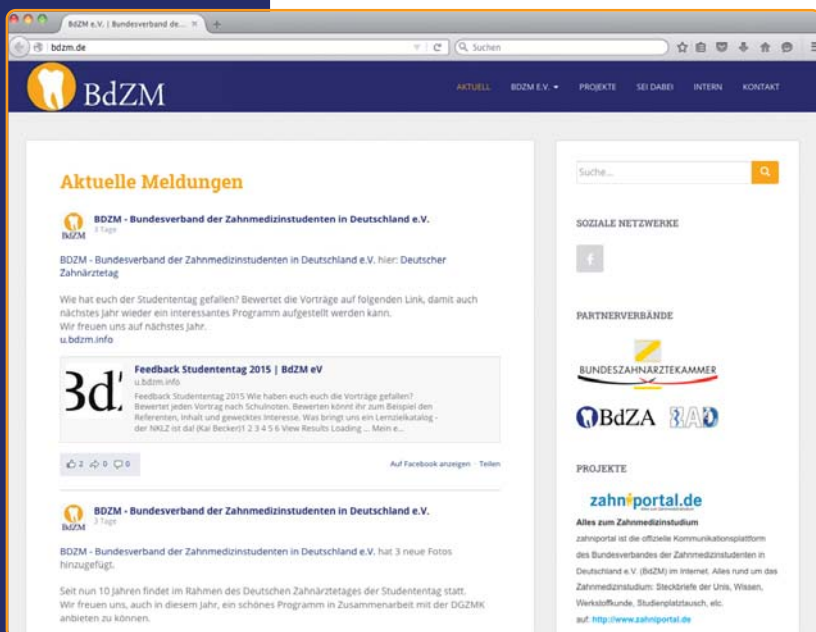 BdZM e.V. | Bundesverband de...
bdzm.de
Suchen
BdZM
AKTUELL BDZM E.V. PROJEKTE SEI DABEI INTERN KONTAKT
Aktuelle Meldungen
BDZM - Bundesverband der Zahnmedizinstudenten in Deutschland e.V.
3 Tage
BdZM
BDZM - Bundesverband der Zahnmedizinstudenten in Deutschland e.V. hier: Deutscher
Zahnärztetag
Wie hat euch der Studententag gefallen? Bewertet die Vorträge auf folgenden Link, damit auch
nächstes Jahr wieder ein interessantes Programm aufgestellt werden kann.
Wir freuen uns auf nächstes Jahr.
u.bdzm.info
Feedback Studententag 2015 | BdZM eV
u.bdzm.info
Feedback Studententag 2015 Wie haben euch euch die Vorträge gefallen?
Bewertet jeden Vortrag nach Schulnoten. Bewerten könnt ihr zum Beispiel den
Referenten, Inhalt und gewecktes Interesse. Was bringt uns ein Lernzielkatalog -
der NKLZ ist da! (Kai Becker)1 2 3 4 5 6 View Results Loading ... Mein e...
2 0 0
Auf Facebook anzeigen · Teilen
BDZM - Bundesverband der Zahnmedizinstudenten in Deutschland e.V.
3 Tage
BdZM
BDZM - Bundesverband der Zahnmedizinstudenten in Deutschland e.V. hat 3 neue Fotos
hinzugefügt.
Seit nun 10 Jahren findet im Rahmen des Deutschen Zahnärztetages der Studententag statt.
Wir freuen uns, auch in diesem Jahr, ein schönes Programm in Zusammenarbeit mit der DGZMK
anbieten zu können.
Suche...
SOZIALE NETZWERKE
PARTNERVERBÄNDE
BUNDESZAHNÄRZTEKAMMER
BdZA
PROJEKTE
zahniportal.de
Alles zum Zahnmedizinstudium
zahniportal ist die offizielle Kommunikationsplattform
des Bundesverbandes der Zahnmedizinstudenten in
Deutschland e.V. (BdZM) im Internet. Alles rund um das
Zahnmedizinstudium: Steckbriefe der Unis, Wissen,
Werkstoffkunde, Studienplatztausch, etc.
auf: http://www.zahniportal.de